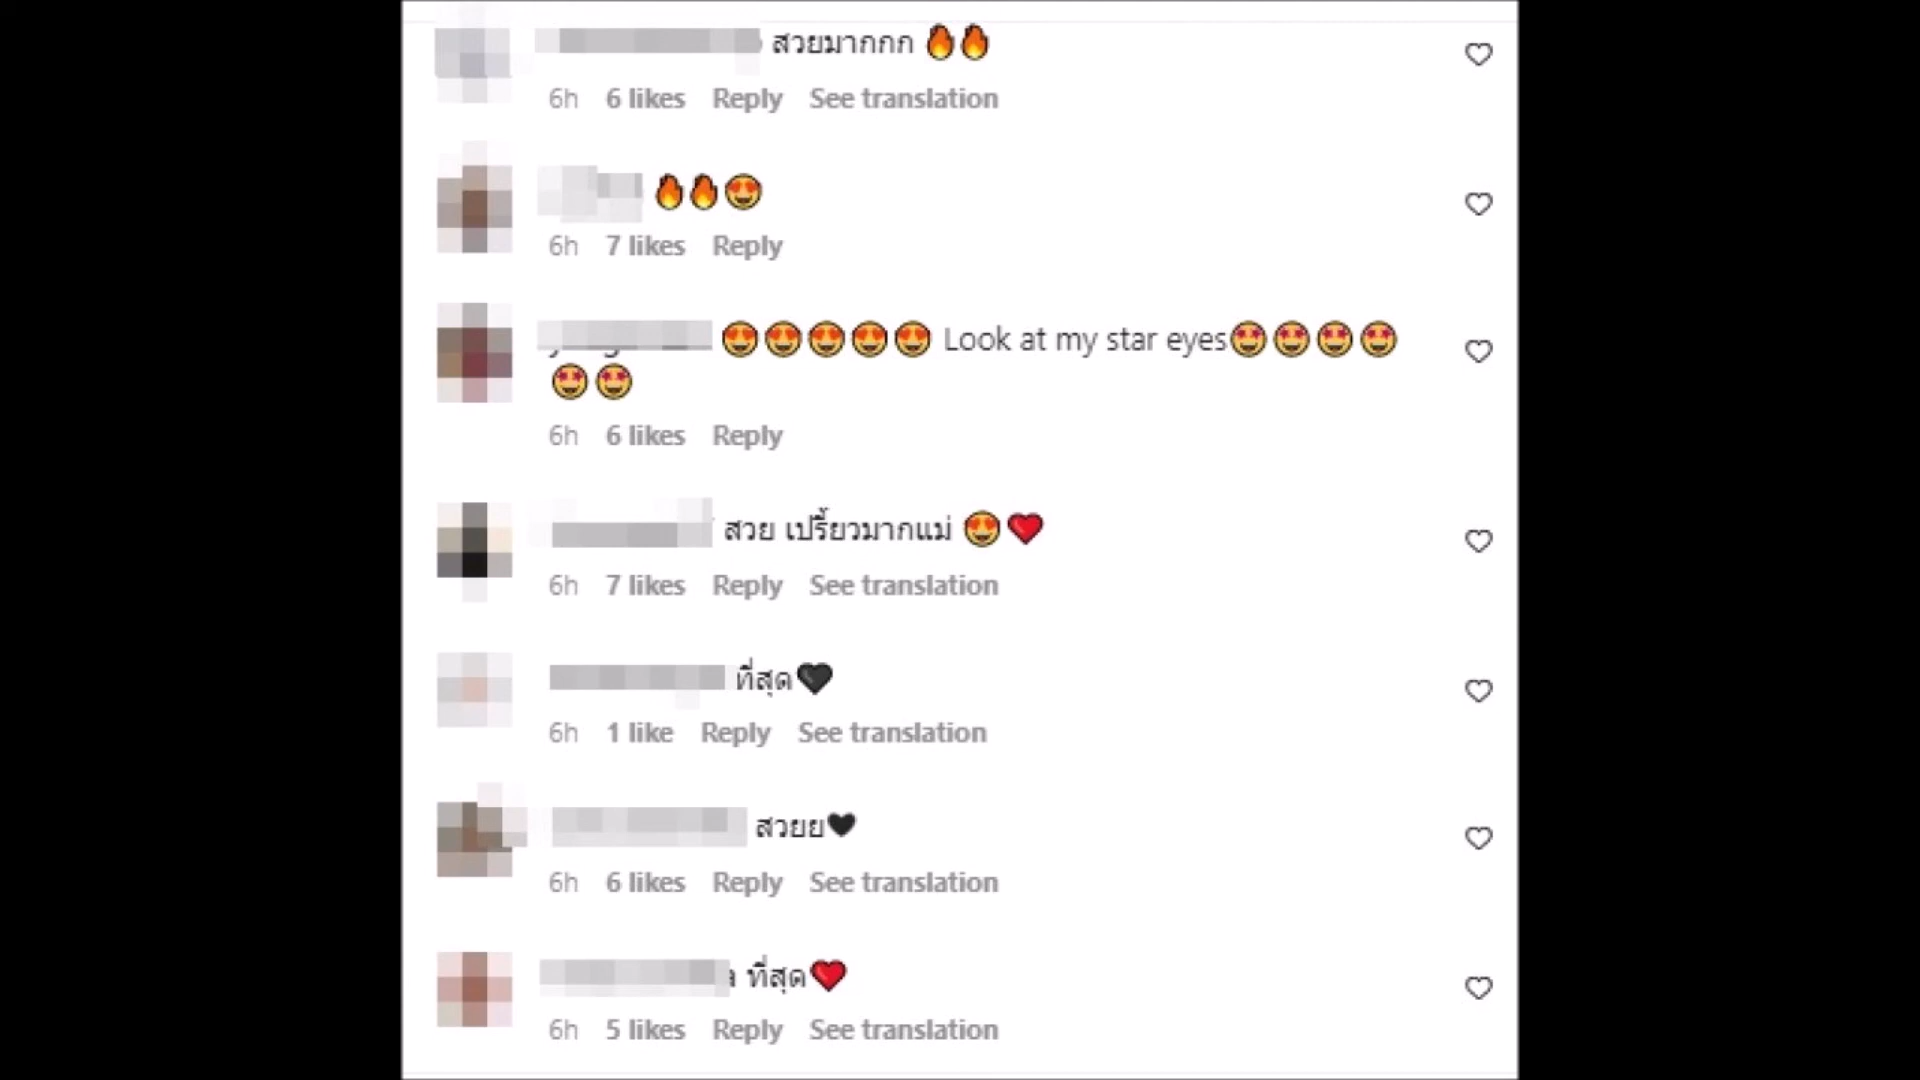 สวยมากกก 🔥🔥
6h 6 likes Reply See translation
🔥🔥😍
6h 7 likes Reply
😍😍😍😍😍 Look at my star eyes🤩🤩🤩🤩
🤩🤩
6h 6 likes Reply
สวย เปรี้ยวมากแม่ 😍❤️
6h 7 likes Reply See translation
ที่สุด🖤
6h 1 like Reply See translation
สวยย🖤
6h 6 likes Reply See translation
ที่สุด❤️
6h 5 likes Reply See translation